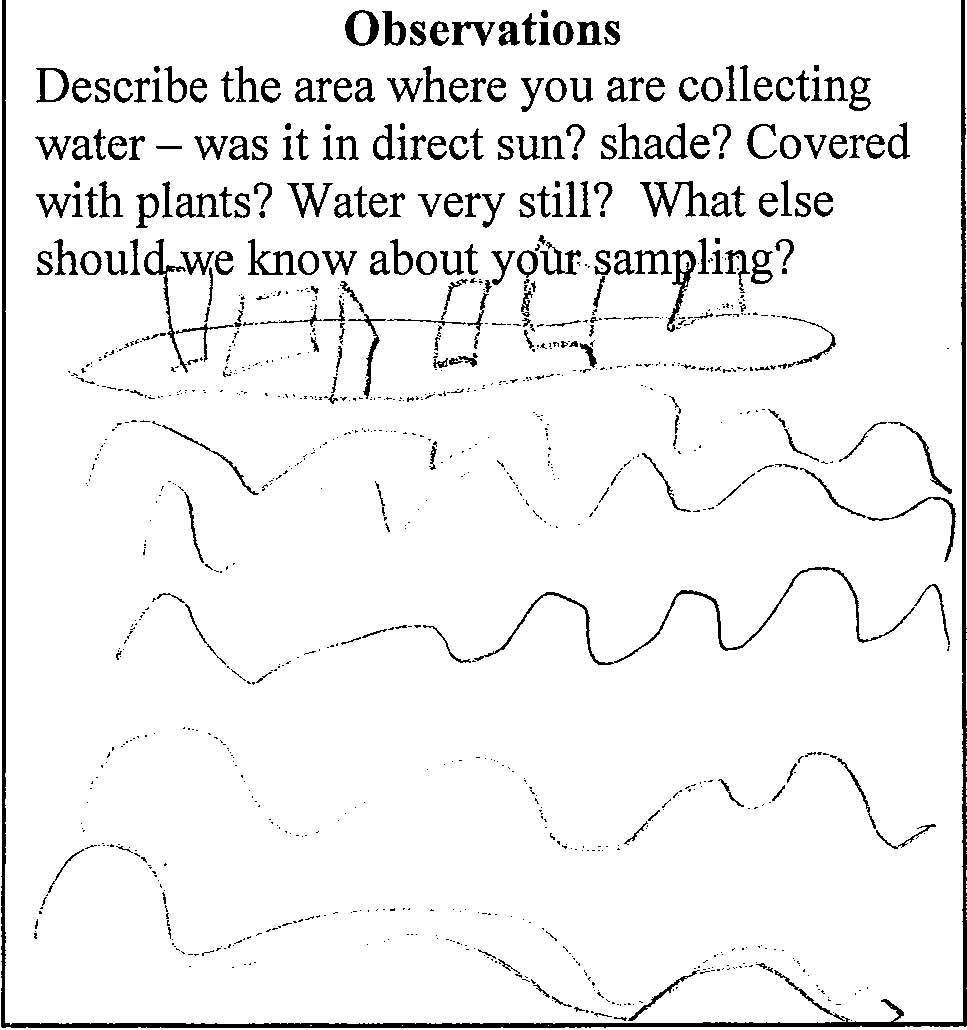 Observations
Describe the area where you are collecting
water – was it in direct sun? shade? Covered
with plants? Water very still?  What else
should we know about your sampling?